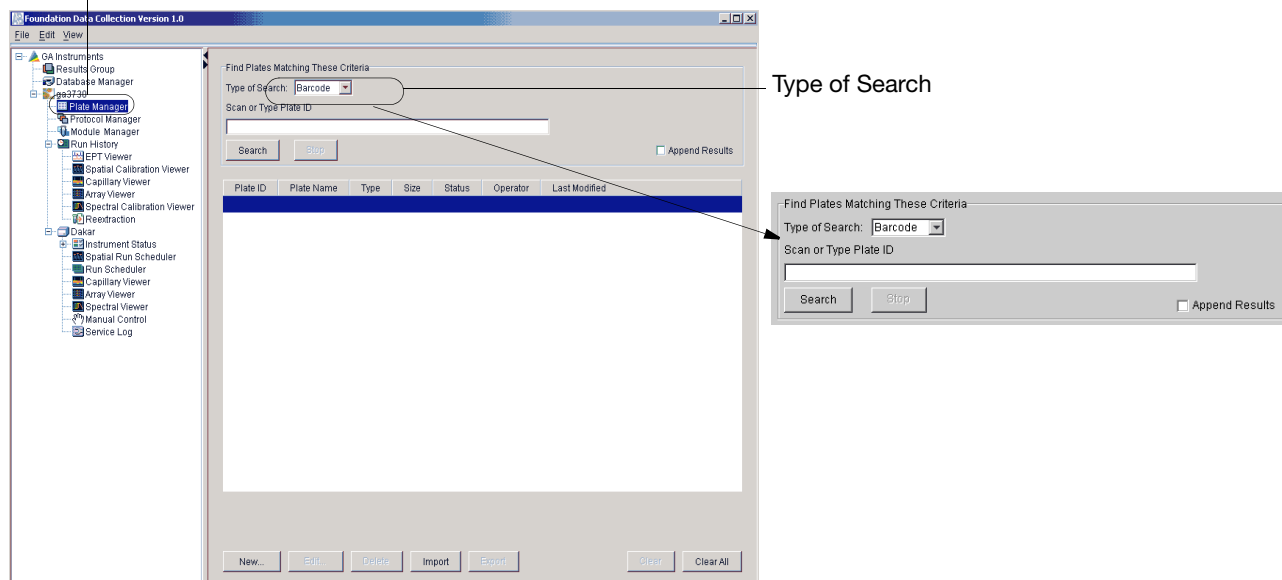 Foundation Data Collection Version 1.0
File Edit View
GA Instruments
Results Group
Database Manager
ga3730
Plate Manager
Protocol Manager
Module Manager
Run History
EPT Viewer
Spatial Calibration Viewer
Capillary Viewer
Array Viewer
Spectral Calibration Viewer
Reextraction
Dakar
Instrument Status
Spatial Run Scheduler
Run Scheduler
Capillary Viewer
Array Viewer
Spectral Viewer
Manual Control
Service Log
Find Plates Matching These Criteria
Type of Search: Barcode
Scan or Type Plate ID
Search Stop Append Results
Plate ID Plate Name Type Size Status Operator Last Modified
New... Edit... Delete Import Export Clear Clear All
Type of Search
Find Plates Matching These Criteria
Type of Search: Barcode
Scan or Type Plate ID
Search Stop Append Results